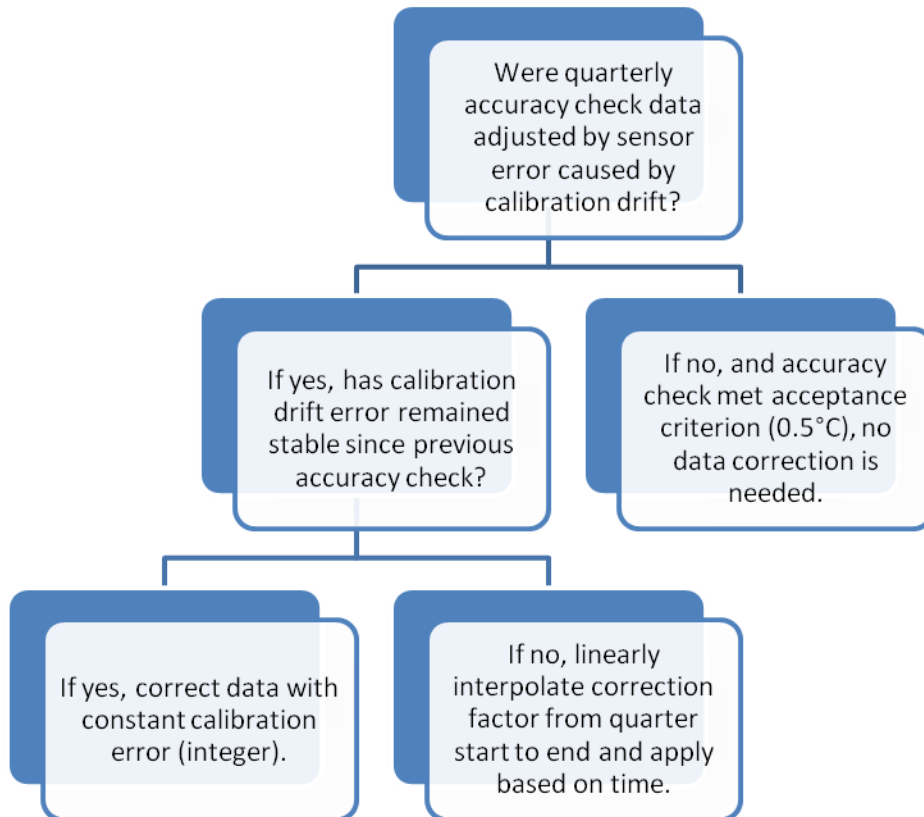 Were quarterly
accuracy check data
adjusted by sensor
error caused by
calibration drift?
If yes, has calibration
drift error remained
stable since previous
accuracy check?
If no, and accuracy
check met acceptance
criterion (0.5°C), no
data correction is
needed.
If yes, correct data with
constant calibration
error (integer).
If no, linearly
interpolate correction
factor from quarter
start to end and apply
based on time.